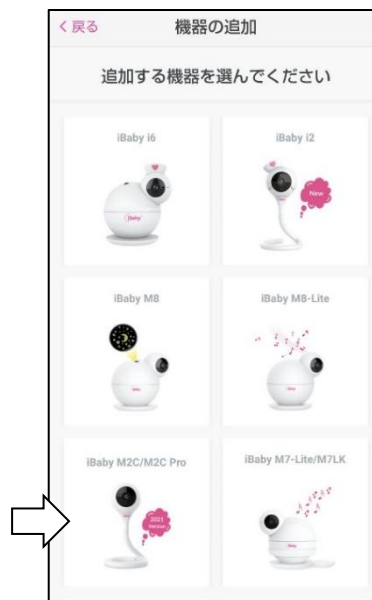 < 戻る 機器の追加
追加する機器を選んでください
iBaby i6
iBaby i2
iBaby
New
iBaby M8
iBaby M8-Lite
iBaby M2C/M2C Pro
iBaby M7-Lite/M7LK
2021
Version
iBaby